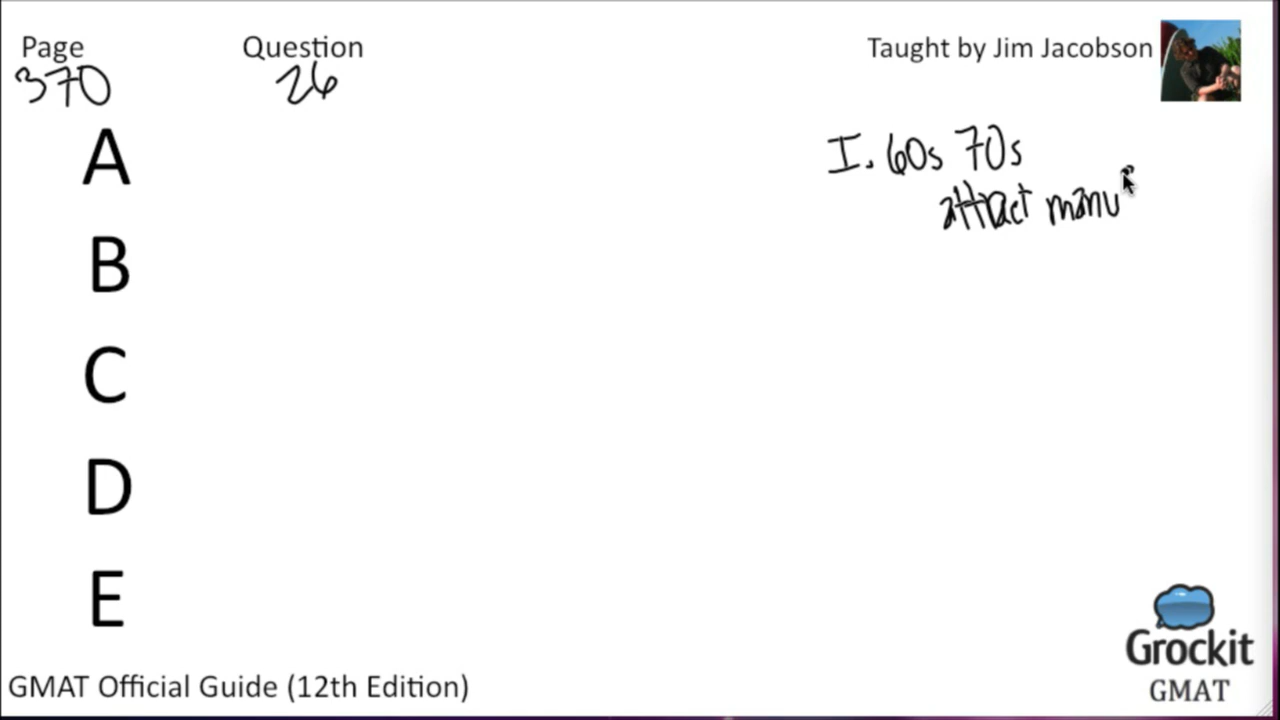 Page Question Taught by Jim Jacobson
370 26
A
I. 60s 70s
attract manu
B
C
D
E
Grockit
GMAT
GMAT Official Guide (12th Edition)